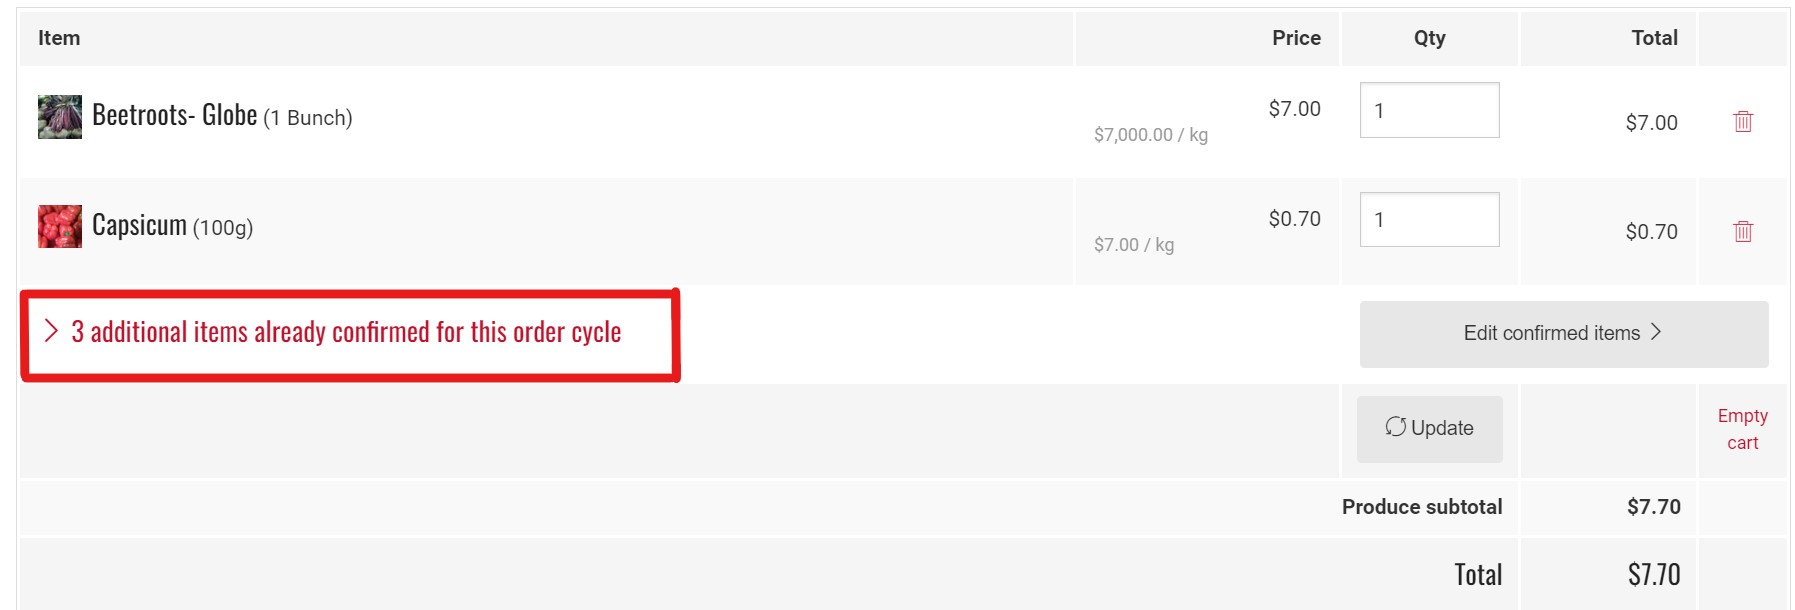 Item Price Qty Total
Beetroots- Globe (1 Bunch) $7,000.00 / kg $7.00 1 $7.00
Capsicum (100g) $7.00 / kg $0.70 1 $0.70
3 additional items already confirmed for this order cycle Edit confirmed items
Update Empty
cart
Produce subtotal $7.70
Total $7.70